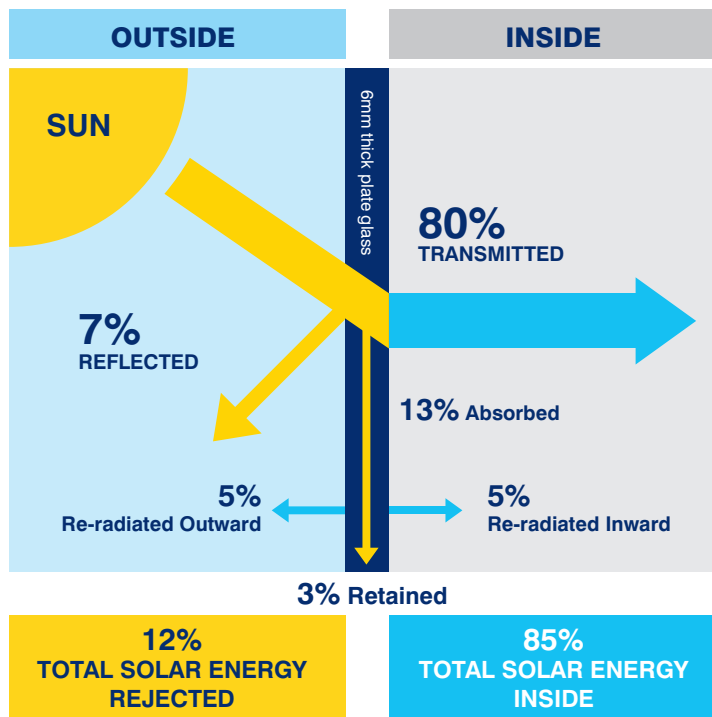 OUTSIDE
INSIDE
SUN
6mm thick plate glass
80%
TRANSMITTED
7%
REFLECTED
13% Absorbed
5%
Re-radiated Outward
5%
Re-radiated Inward
3% Retained
12%
TOTAL SOLAR ENERGY
REJECTED
85%
TOTAL SOLAR ENERGY
INSIDE